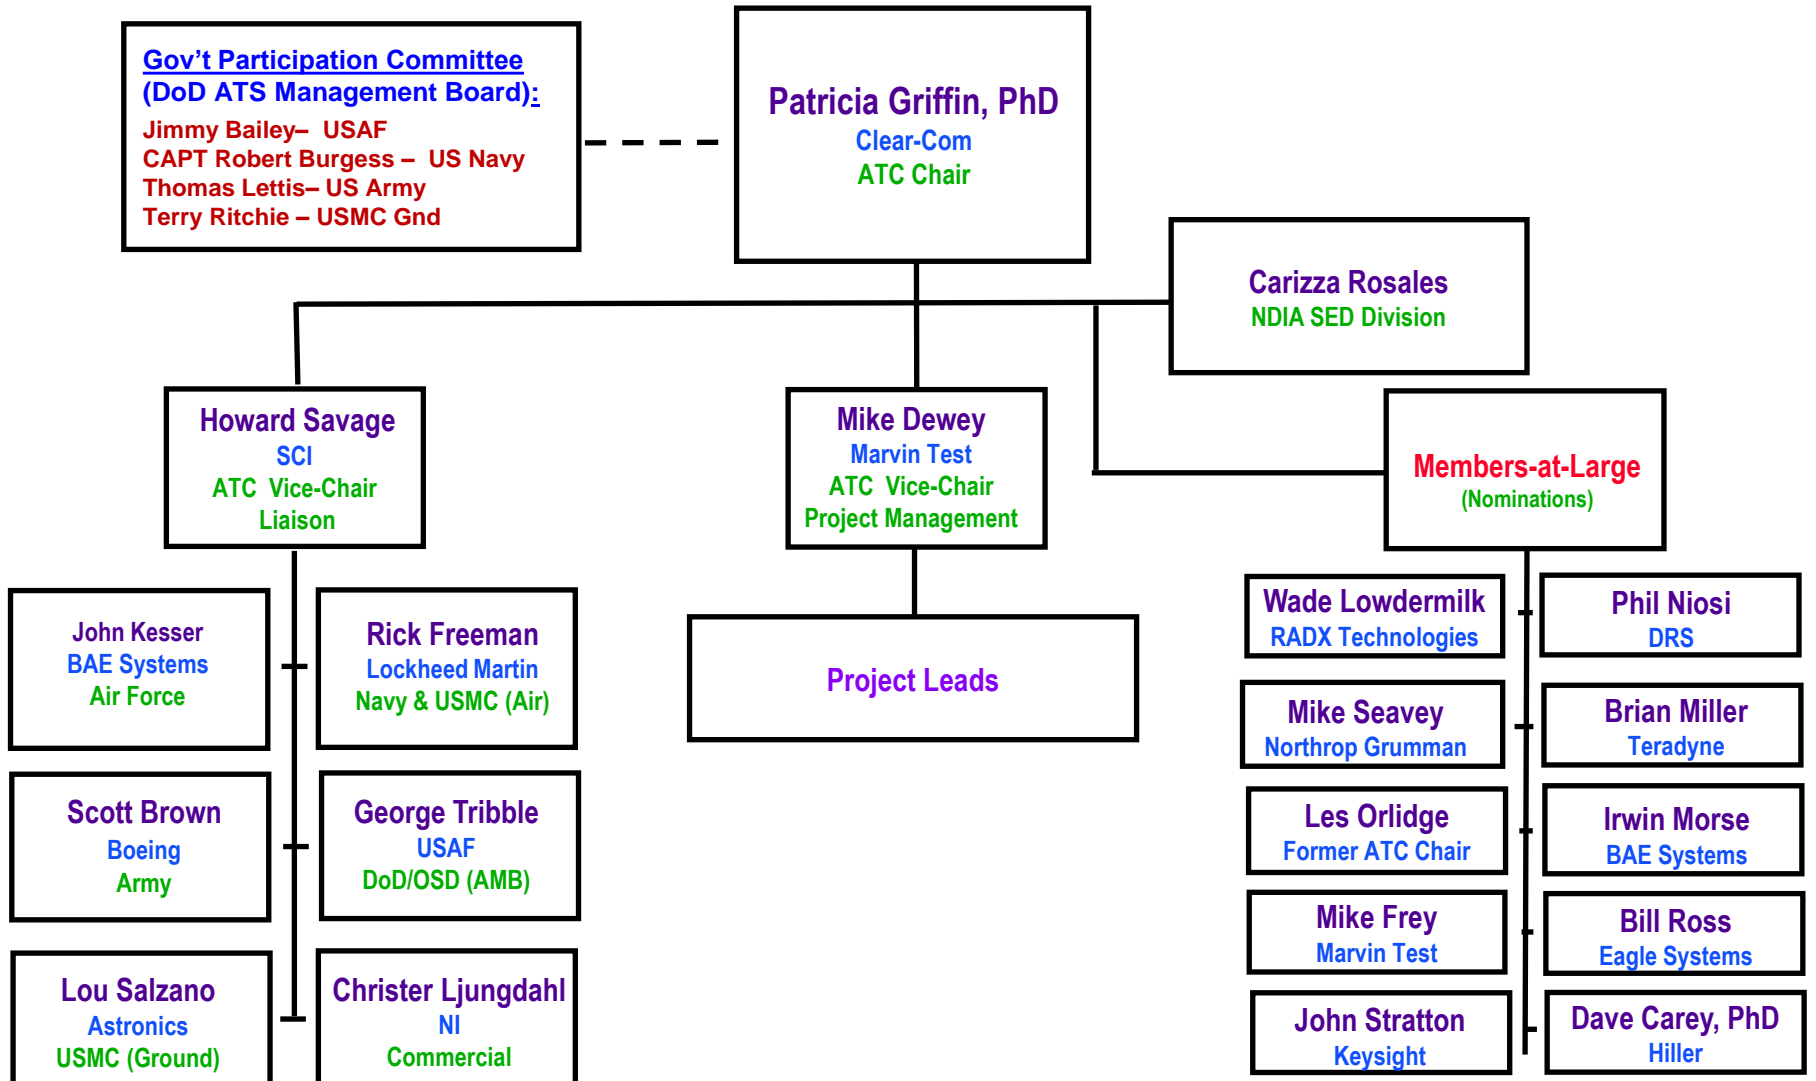 Gov’t Participation Committee
(DoD ATS Management Board):
Jimmy Bailey– USAF
CAPT Robert Burgess – US Navy
Thomas Lettis– US Army
Terry Ritchie – USMC Gnd
Patricia Griffin, PhD
Clear-Com
ATC Chair
Carizza Rosales
NDIA SED Division
Howard Savage
SCI
ATC Vice-Chair
Liaison
Mike Dewey
Marvin Test
ATC Vice-Chair
Project Management
Members-at-Large
(Nominations)
John Kesser
BAE Systems
Air Force
Rick Freeman
Lockheed Martin
Navy & USMC (Air)
Scott Brown
Boeing
Army
George Tribble
USAF
DoD/OSD (AMB)
Lou Salzano
Astronics
USMC (Ground)
Christer Ljungdahl
NI
Commercial
Project Leads
Wade Lowdermilk
RADX Technologies
Phil Niosi
DRS
Mike Seavey
Northrop Grumman
Brian Miller
Teradyne
Les Orlidge
Former ATC Chair
Irwin Morse
BAE Systems
Mike Frey
Marvin Test
Bill Ross
Eagle Systems
John Stratton
Keysight
Dave Carey, PhD
Hiller